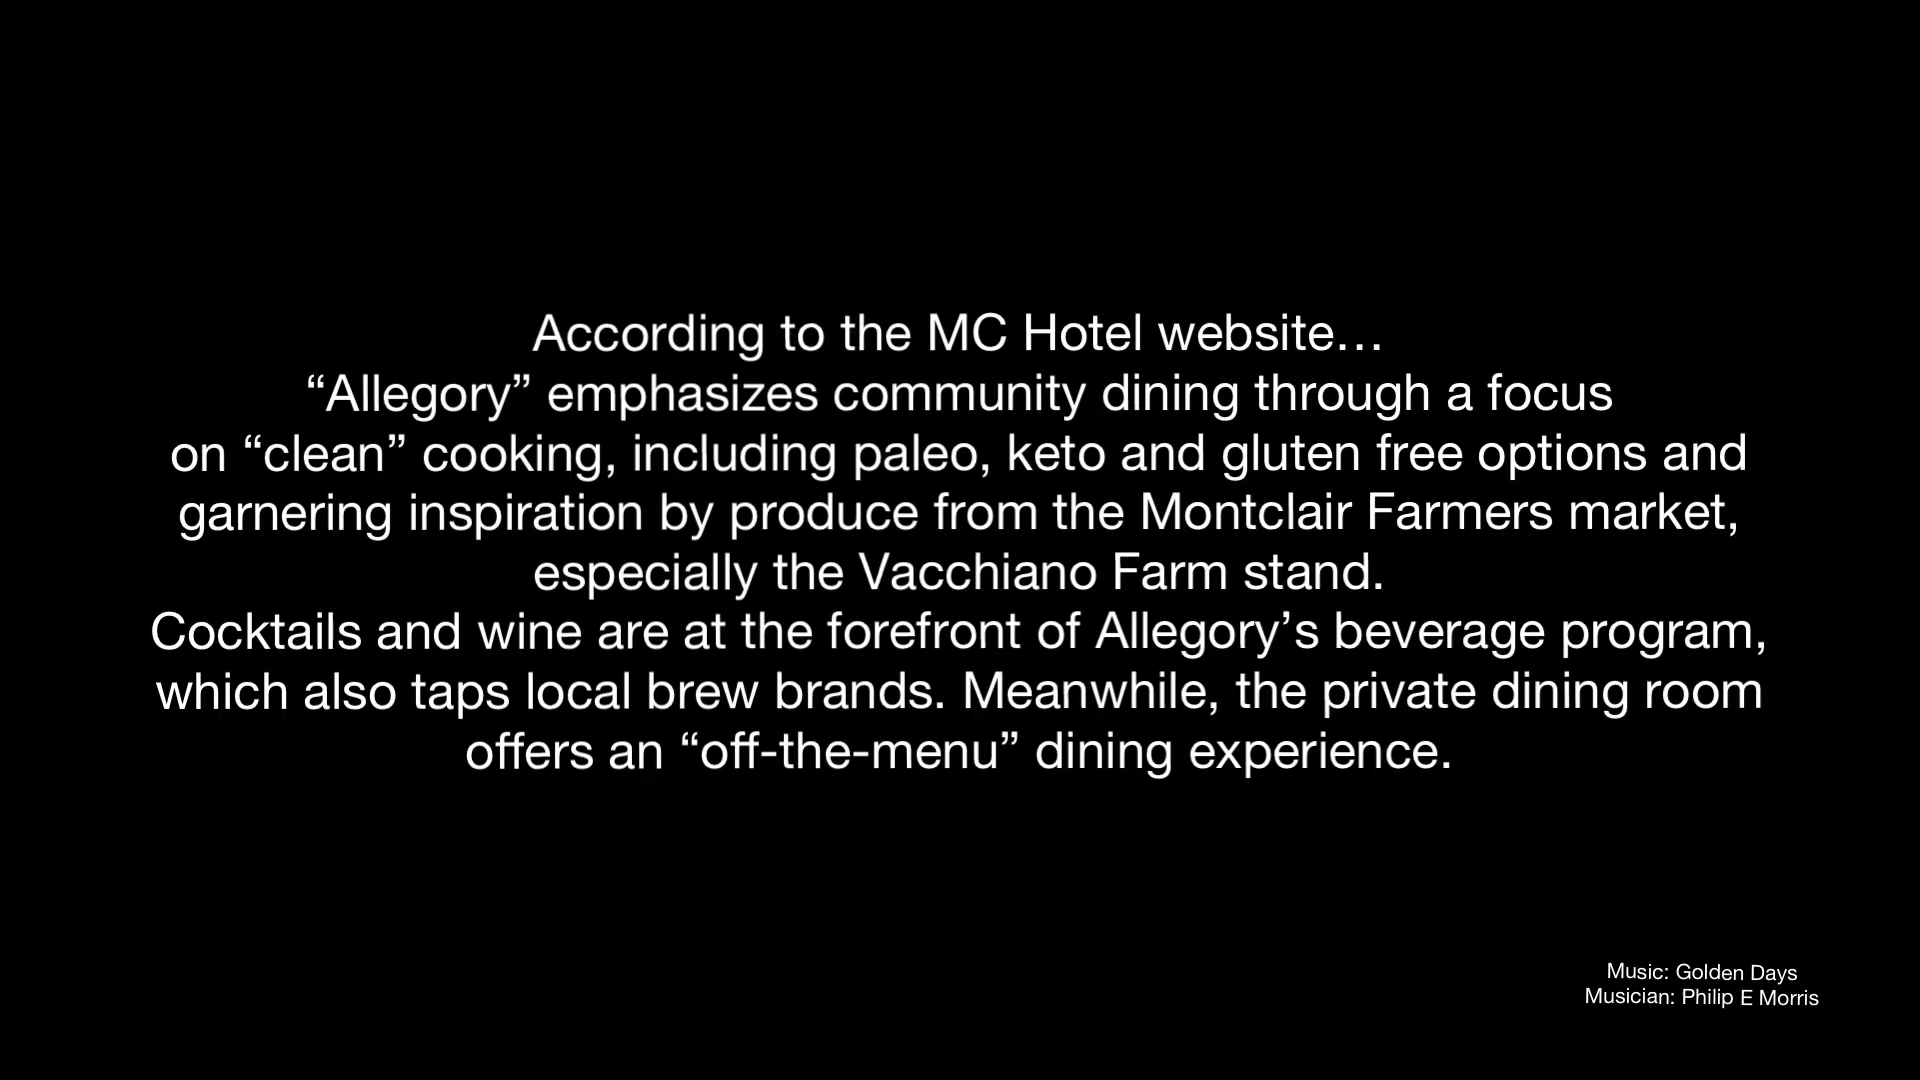 According to the MC Hotel website…
“Allegory” emphasizes community dining through a focus
on “clean” cooking, including paleo, keto and gluten free options and
garnering inspiration by produce from the Montclair Farmers market,
especially the Vacchiano Farm stand.
Cocktails and wine are at the forefront of Allegory’s beverage program,
which also taps local brew brands. Meanwhile, the private dining room
offers an “off-the-menu” dining experience.
Music: Golden Days
Musician: Philip E Morris